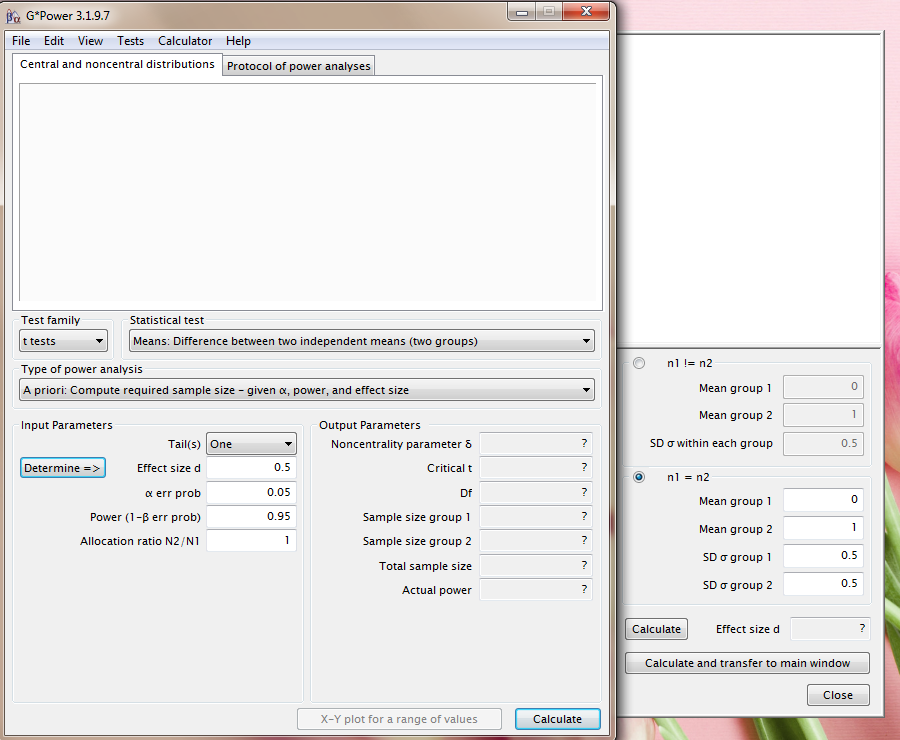 G*Power 3.1.9.7
File Edit View Tests Calculator Help
Central and noncentral distributions Protocol of power analyses
Test family Statistical test
t tests Means: Difference between two independent means (two groups)
Type of power analysis
A priori: Compute required sample size – given α, power, and effect size
Input Parameters
Tail(s) One
Determine => Effect size d 0.5
α err prob 0.05
Power (1-β err prob) 0.95
Allocation ratio N2/N1 1
Output Parameters
Noncentrality parameter δ ?
Critical t ?
Df ?
Sample size group 1 ?
Sample size group 2 ?
Total sample size ?
Actual power ?
X-Y plot for a range of values Calculate
n1 != n2
Mean group 1 0
Mean group 2 1
SD σ within each group 0.5
n1 = n2
Mean group 1 0
Mean group 2 1
SD σ group 1 0.5
SD σ group 2 0.5
Calculate Effect size d ?
Calculate and transfer to main window
Close